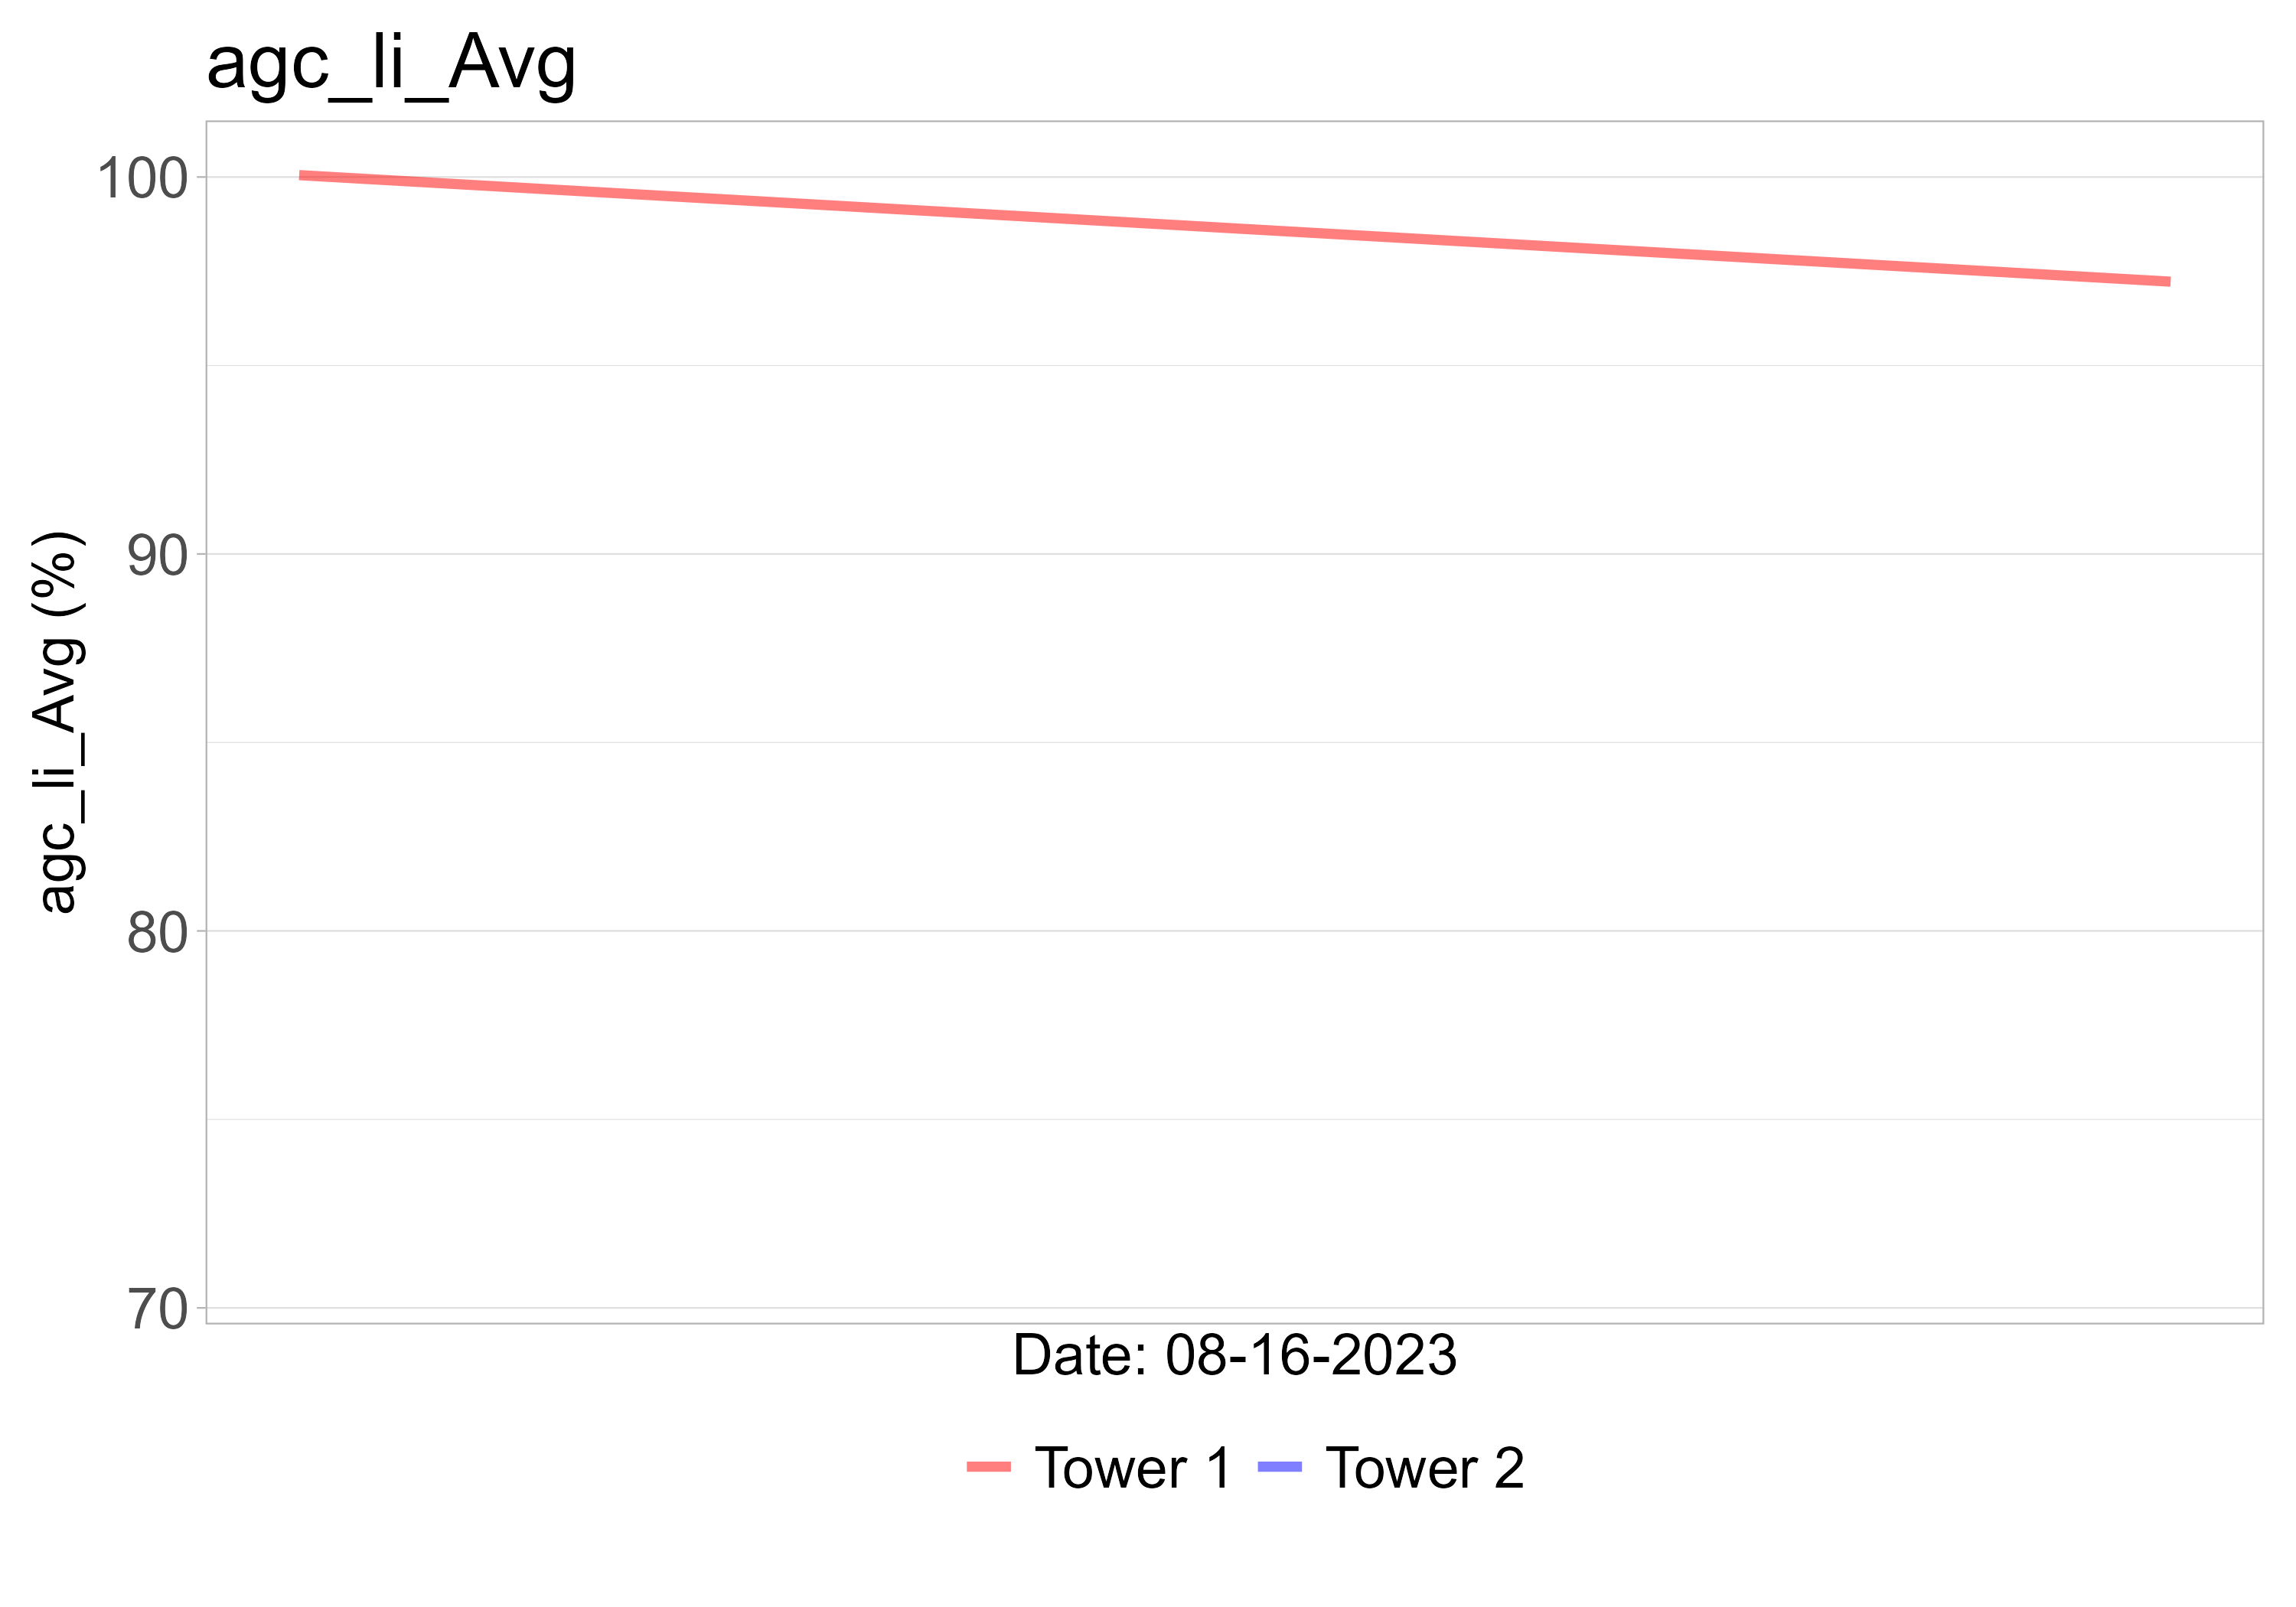 agc_li_Avg
100
90
80
70
agc_li_Avg (%)
Date: 08-16-2023
Tower 1 Tower 2